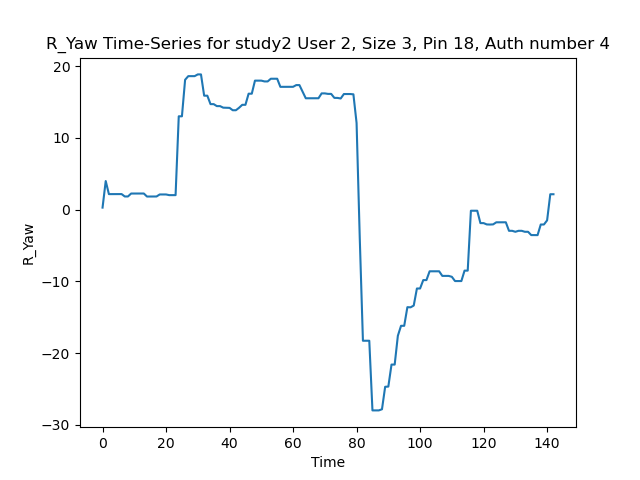 R_Yaw Time-Series for study2 User 2, Size 3, Pin 18, Auth number 4
20
10
0
−10
−20
−30
R_Yaw
0 20 40 60 80 100 120 140
Time